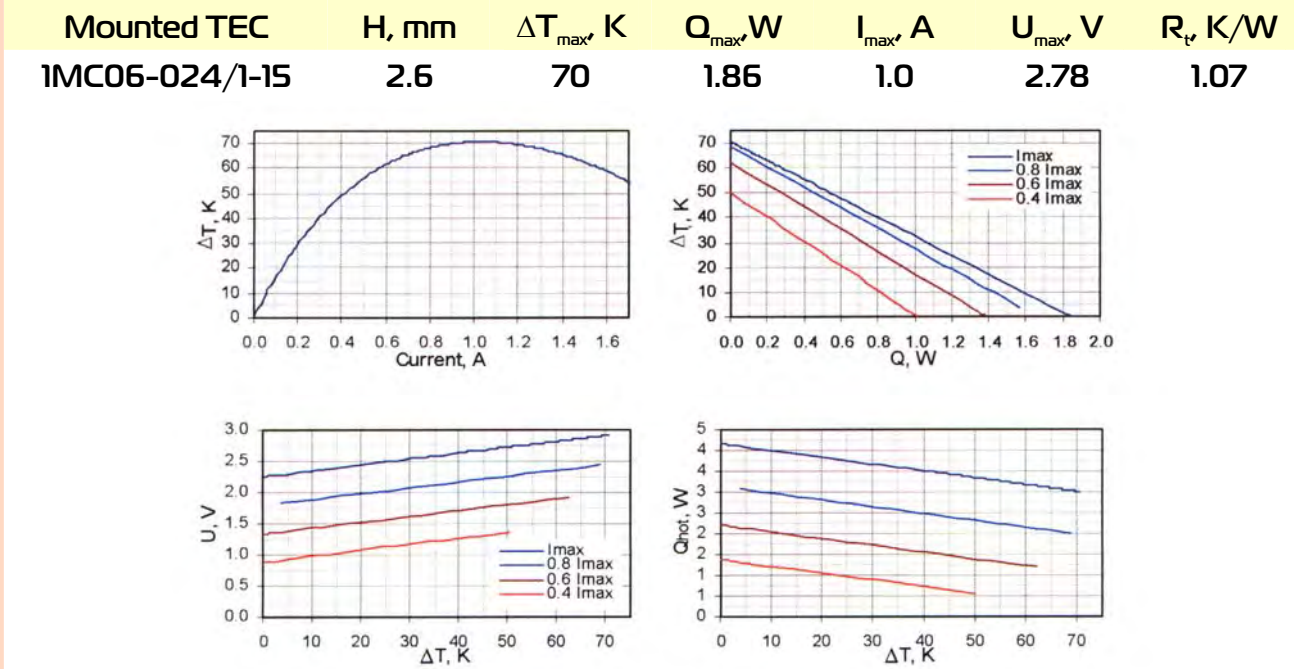 Mounted TEC H, mm ΔTmax, K Qmax,W Imax, A Umax, V Rt, K/W
1MC06-024/1-15 2.6 70 1.86 1.0 2.78 1.07
70
60
50
40
30
20
10
0
ΔT, K
0.0 0.2 0.4 0.6 0.8 1.0 1.2 1.4 1.6
Current, A
70
60
50
40
30
20
10
0
ΔT, K
Imax
0.8 Imax
0.6 Imax
0.4 Imax
0.0 0.2 0.4 0.6 0.8 1.0 1.2 1.4 1.6 1.8 2.0
Q, W
3.0
2.5
2.0
1.5
1.0
0.5
0.0
U, V
Imax
0.8 Imax
0.6 Imax
0.4 Imax
0 10 20 30 40 50 60 70
ΔT, K
5
4
4
3
3
2
2
1
1
0
Qhot, W
0 10 20 30 40 50 60 70
ΔT, K